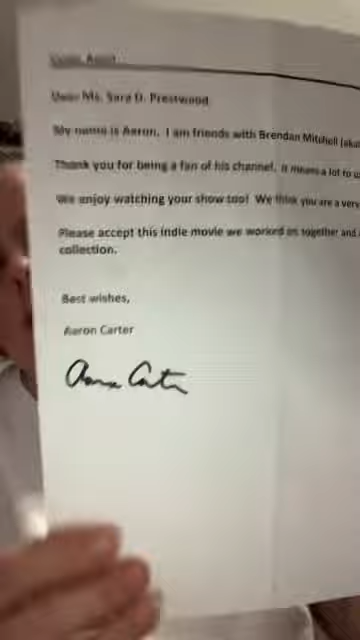 Dear Ms. Sara D. Prestwood
My name is Aaron. I am friends with Brendan Mitchell
Thank you for being a fan of his channel. It means a lot to
We enjoy watching your show too! We think you are a very
Please accept this indie movie we worked on together and
collection.
Best wishes,
Aaron Carter
Aaron Carter